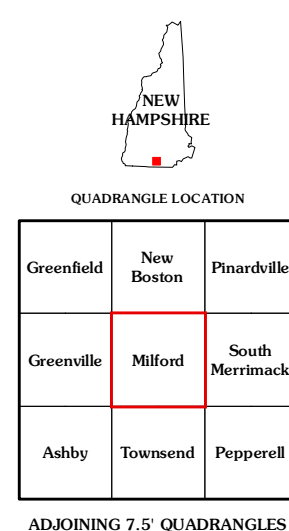 NEW
HAMPSHIRE
QUADRANGLE LOCATION
Greenfield
New
Boston
Pinardville
Greenville
Milford
South
Merrimack
Ashby
Townsend
Pepperell
ADJOINING 7.5' QUADRANGLES